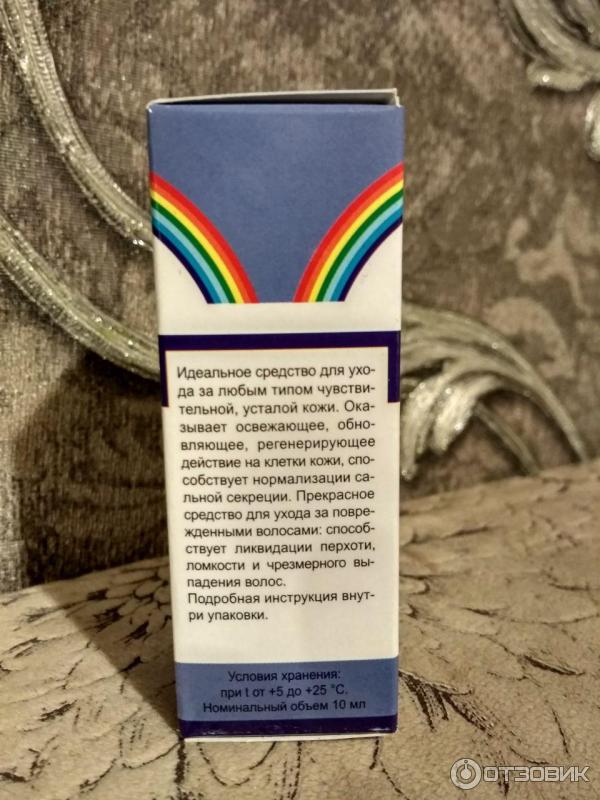 Идеальное средство для ухо-
да за любым типом чувстви-
тельной, усталой кожи. Ока-
зывает освежающее, обно-
вляющее, регенерирующее
действие на клетки кожи, спо-
собствует нормализации са-
льной секреции. Прекрасное
средство для ухода за повре-
жденными волосами: способ-
ствует ликвидации перхоти,
ломкости и чрезмерного вы-
падения волос.
Подробная инструкция внут-
ри упаковки.
Условия хранения:
при t от +5 до +25 °С.
Номинальный объем 10 мл
ОТЗОВИК